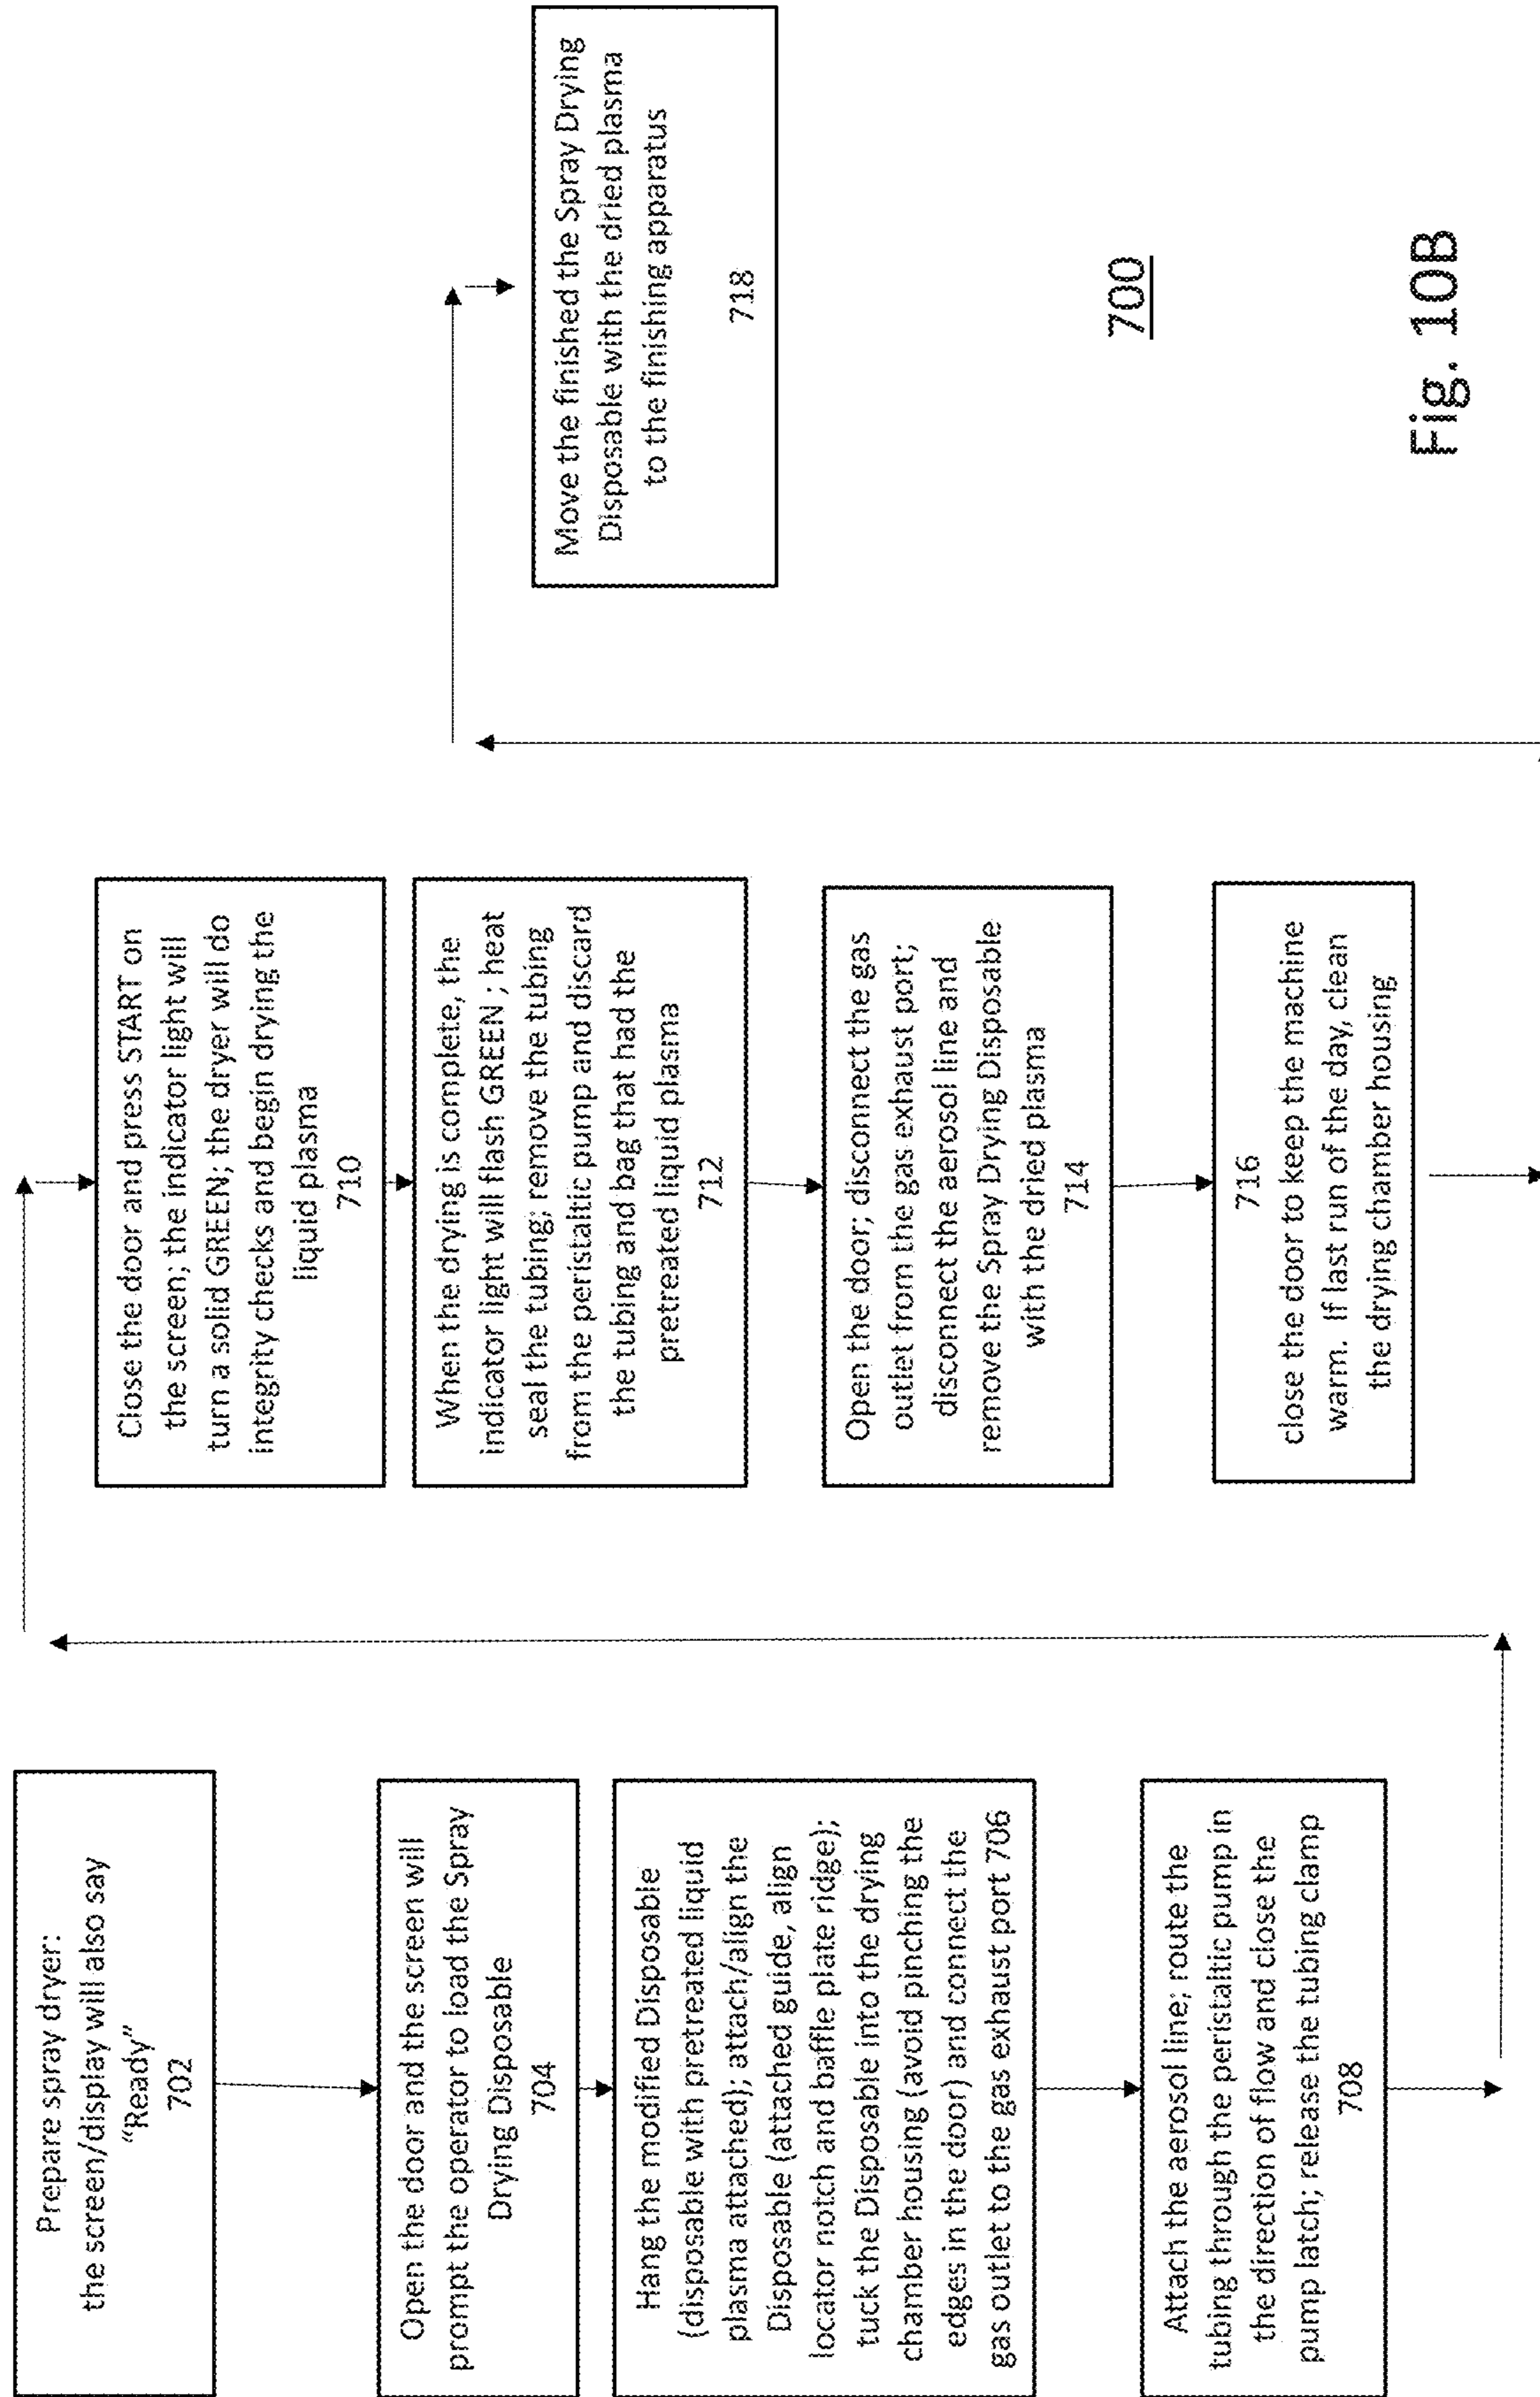 Prepare spray dryer:
the screen/display will also say
“Ready”
702
Open the door and the screen will
prompt the operator to load the Spray
Drying Disposable
704
Hang the modified Disposable
(disposable with pretreated liquid
plasma attached); attach/align the
Disposable (attached guide, align
locator notch and baffle plate ridge);
tuck the Disposable into the drying
chamber housing (avoid pinching the
edges in the door) and connect the
gas outlet to the gas exhaust port 706
Attach the aerosol line; route the
tubing through the peristaltic pump in
the direction of flow and close the
pump latch; release the tubing clamp
708
Close the door and press START on
the screen; the indicator light will
turn a solid GREEN; the dryer will do
integrity checks and begin drying the
liquid plasma
710
When the drying is complete, the
indicator light will flash GREEN ; heat
seal the tubing; remove the tubing
from the peristaltic pump and discard
the tubing and bag that had the
pretreated liquid plasma
712
Open the door; disconnect the gas
outlet from the gas exhaust port;
disconnect the aerosol line and
remove the Spray Drying Disposable
with the dried plasma
714
716
close the door to keep the machine
warm. If last run of the day, clean
the drying chamber housing
Move the finished the Spray Drying
Disposable with the dried plasma
to the finishing apparatus
718
700
Fig. 10B